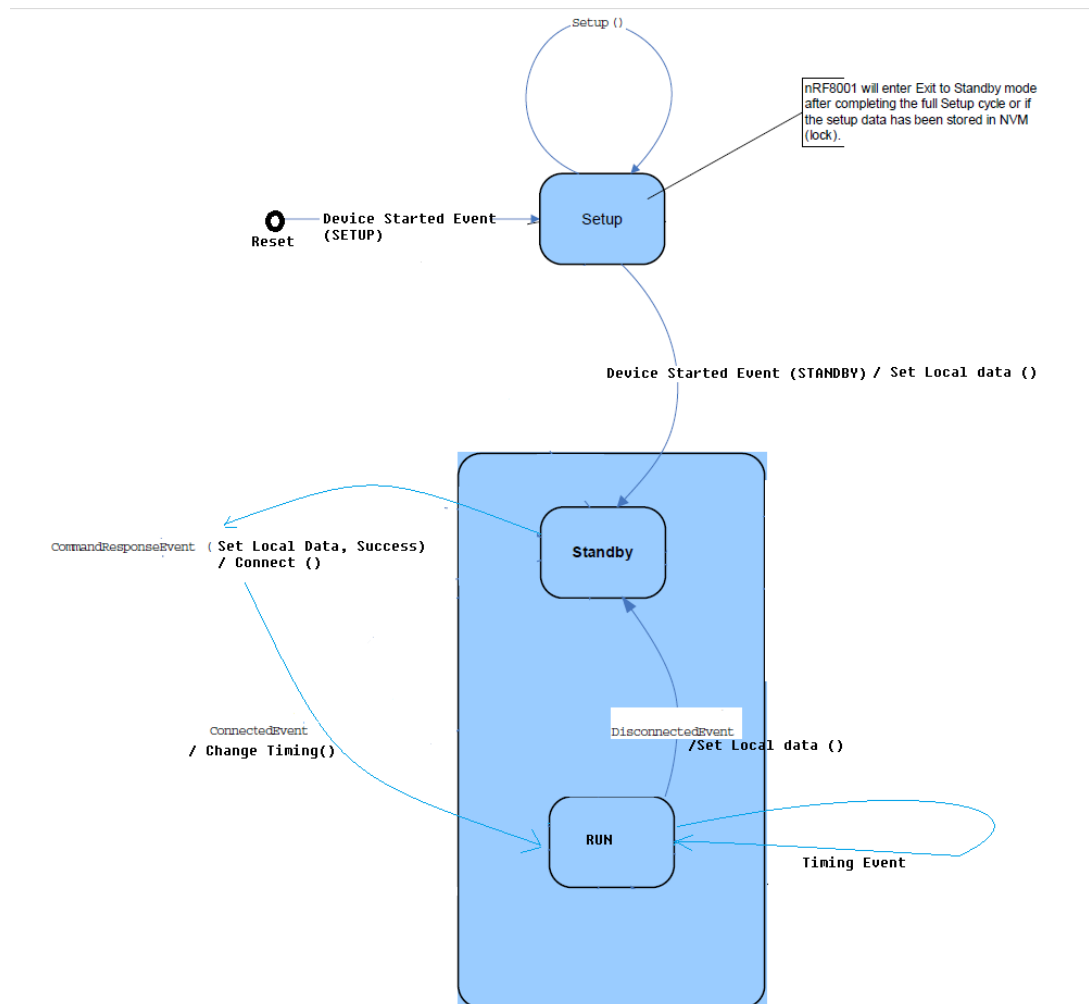 Setup ()
nRF8001 will enter Exit to Standby mode
after completing the full Setup cycle or if
the setup data has been stored in NVM
(lock).
Setup
Device Started Event
(SETUP)
Reset
Device Started Event (STANDBY) / Set Local data ()
Standby
CommandResponseEvent ( Set Local Data, Success)
/ Connect ()
ConnectedEvent
/ Change Timing()
DisconnectedEvent
/Set Local data ()
RUN
Timing Event